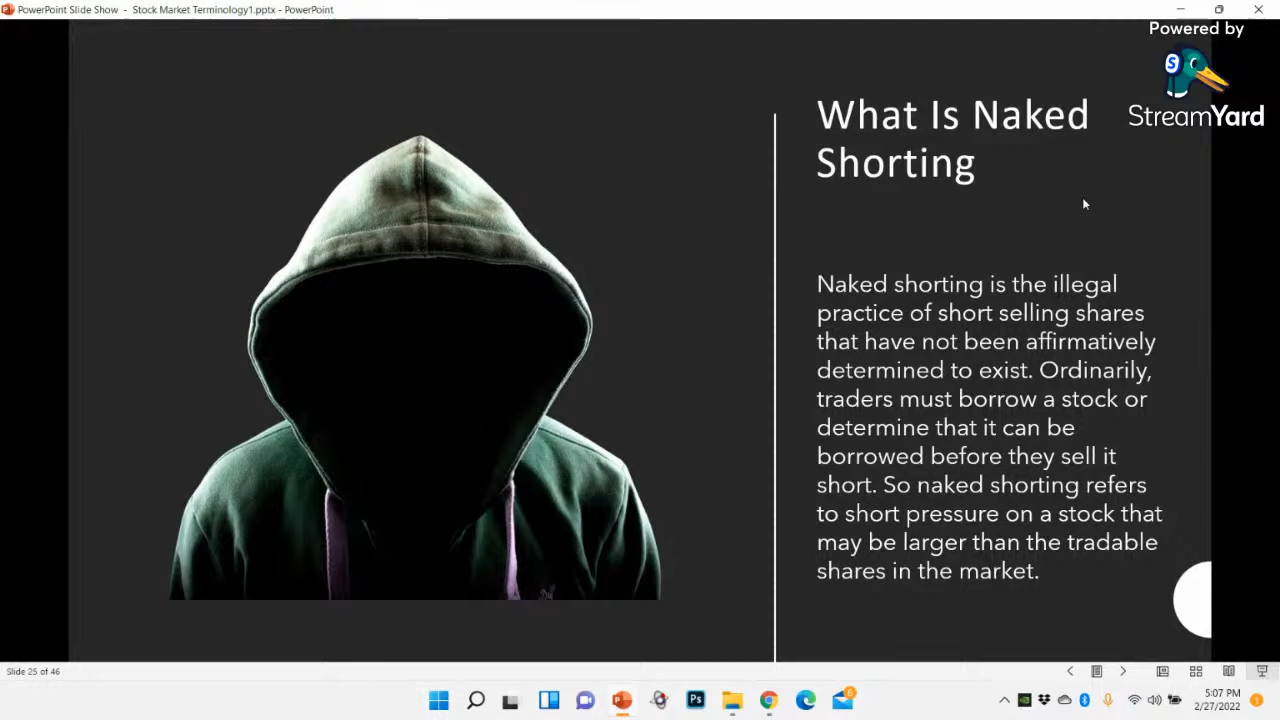 PowerPoint Slide Show - Stock Market Terminology1.pptx - PowerPoint
Powered by
S
StreamYard
What Is Naked
Shorting
Naked shorting is the illegal
practice of short selling shares
that have not been affirmatively
determined to exist. Ordinarily,
traders must borrow a stock or
determine that it can be
borrowed before they sell it
short. So naked shorting refers
to short pressure on a stock that
may be larger than the tradable
shares in the market.
Slide 25 of 46
Ps
6
5:07 PM
2/27/2022
1